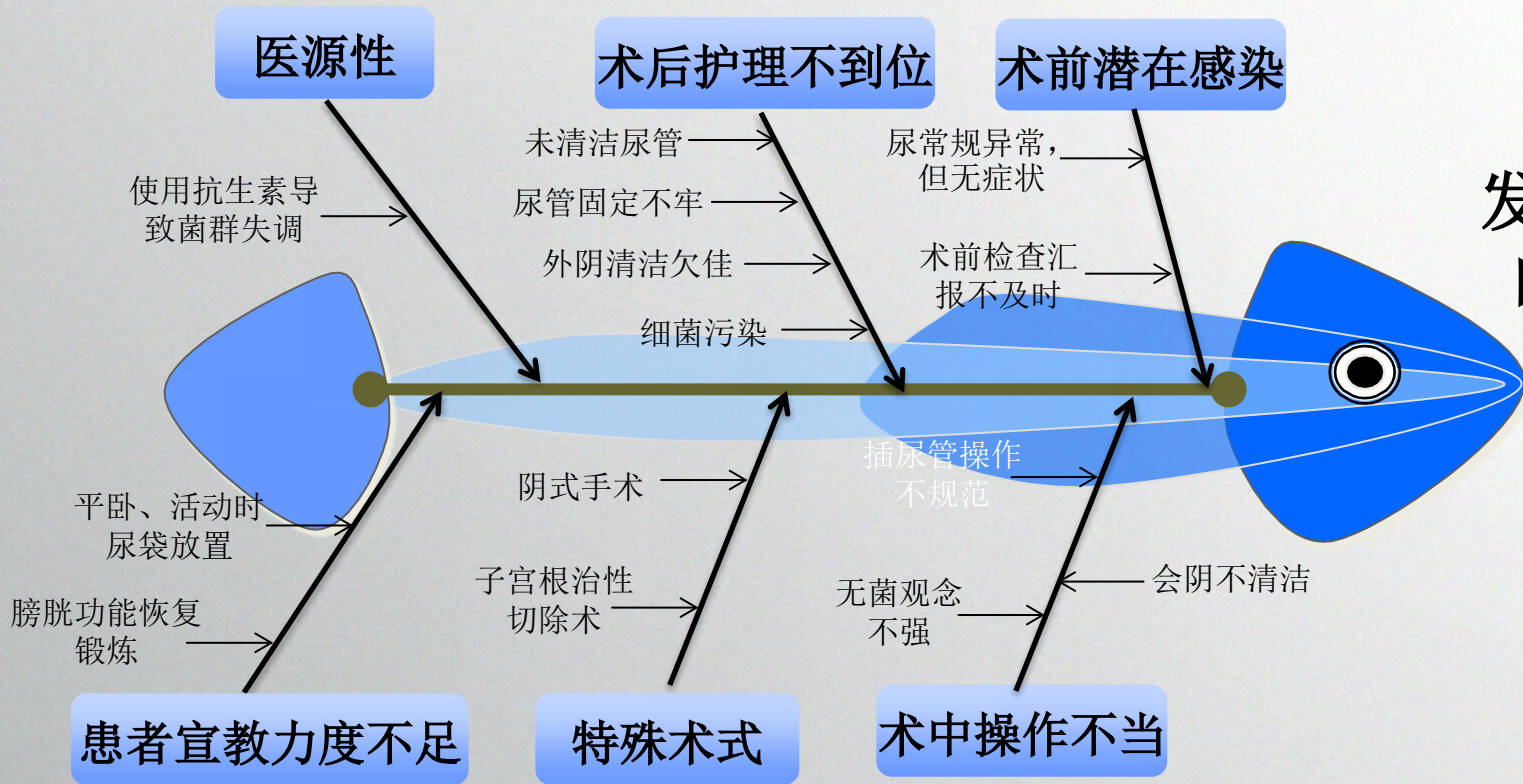 医源性
术后护理不到位
术前潜在感染
未清洁尿管
尿管固定不牢
外阴清洁欠佳
细菌污染
尿常规异常，
但无症状
术前检查汇
报不及时
使用抗生素导
致菌群失调
发
平卧、活动时
尿袋放置
膀胱功能恢复
锻炼
阴式手术
子宫根治性
切除术
插尿管操作
不规范
无菌观念
不强
会阴不清洁
患者宣教力度不足
特殊术式
术中操作不当